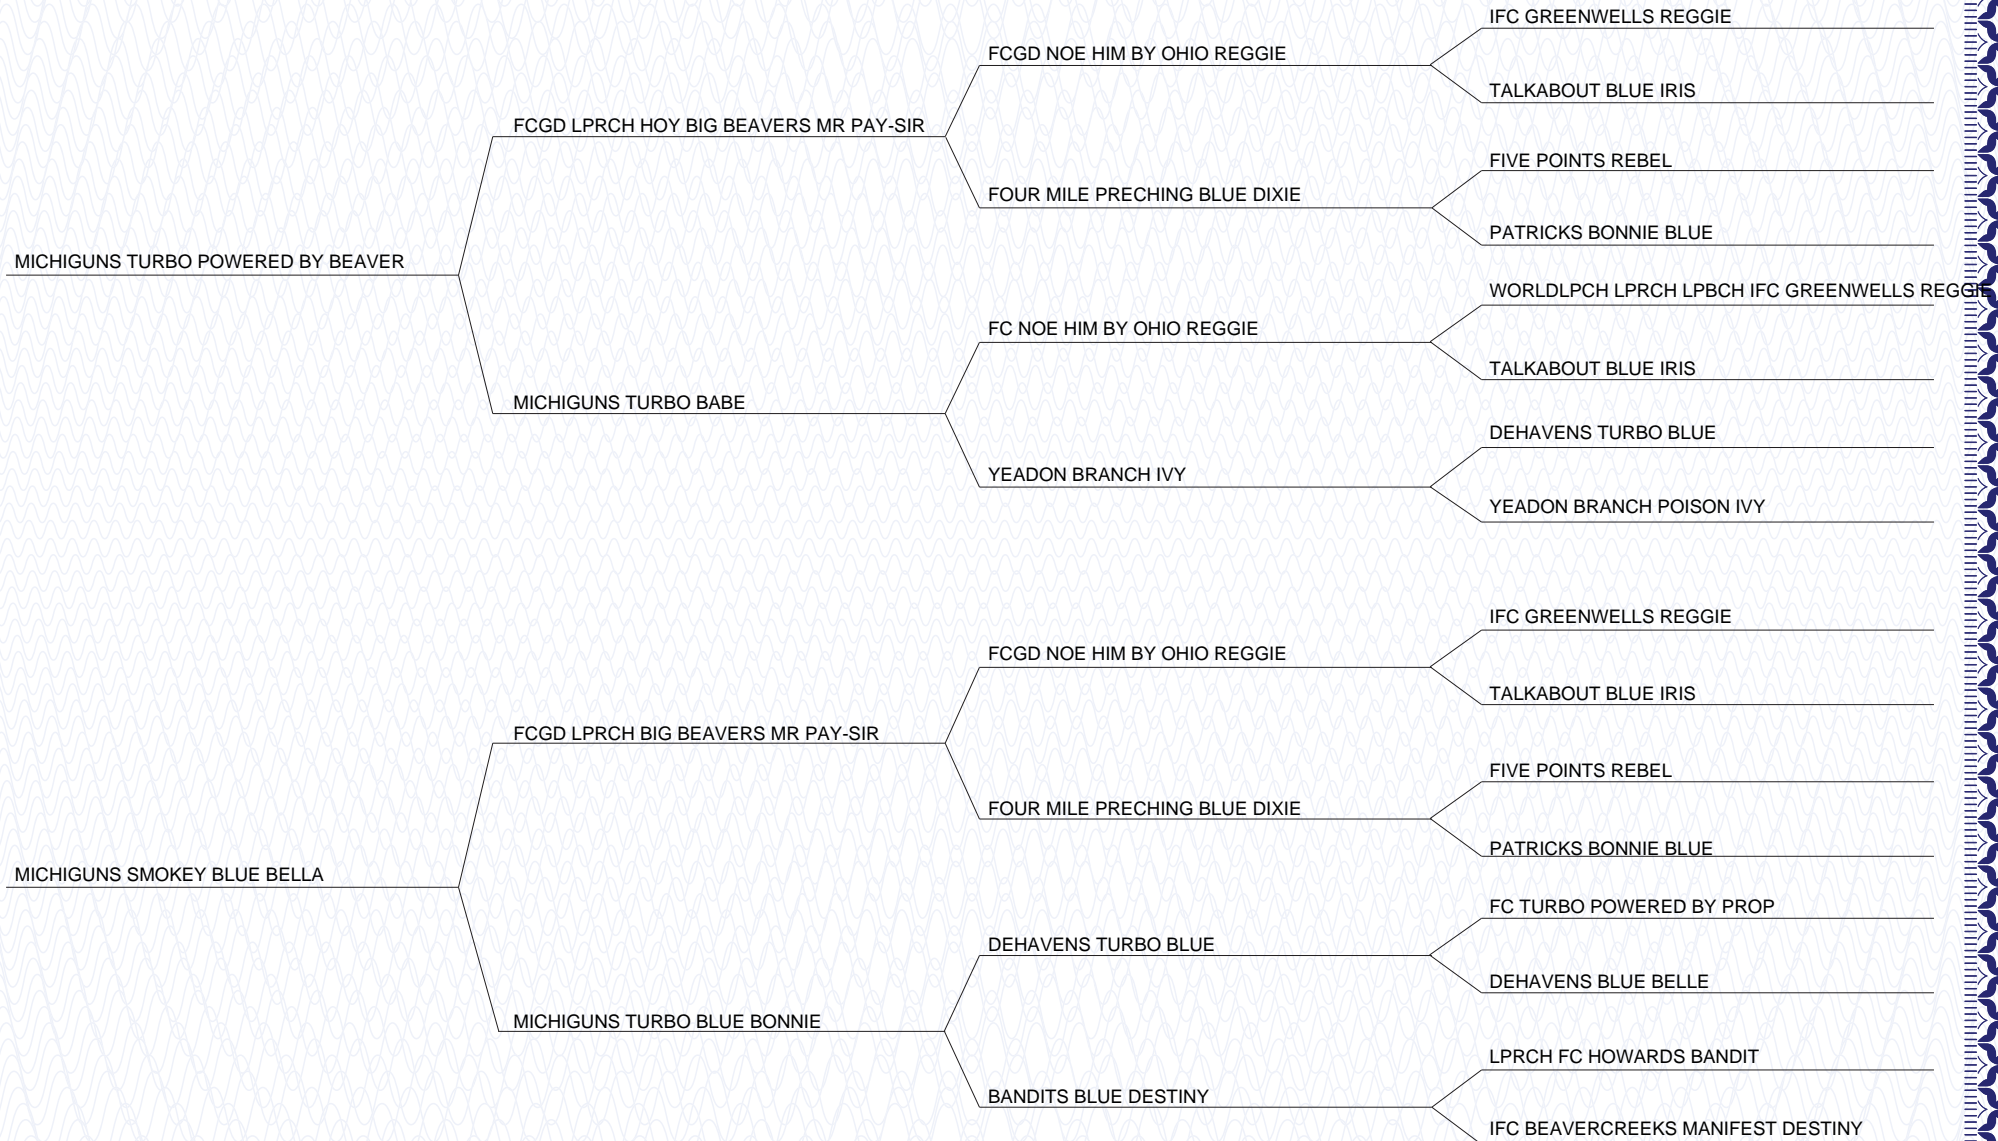 IFC GREENWELLS REGGIE
FCGD NOE HIM BY OHIO REGGIE
TALKABOUT BLUE IRIS
FCGD LPRCH HOY BIG BEAVERS MR PAY-SIR
FIVE POINTS REBEL
FOUR MILE PRECHING BLUE DIXIE
PATRICKS BONNIE BLUE
MICHIGUNS TURBO POWERED BY BEAVER
WORLDLPCH LPRCH LPBCH IFC GREENWELLS REGGIE
FC NOE HIM BY OHIO REGGIE
TALKABOUT BLUE IRIS
MICHIGUNS TURBO BABE
DEHAVENS TURBO BLUE
YEADON BRANCH IVY
YEADON BRANCH POISON IVY
IFC GREENWELLS REGGIE
FCGD NOE HIM BY OHIO REGGIE
TALKABOUT BLUE IRIS
FCGD LPRCH BIG BEAVERS MR PAY-SIR
FIVE POINTS REBEL
FOUR MILE PRECHING BLUE DIXIE
PATRICKS BONNIE BLUE
MICHIGUNS SMOKEY BLUE BELLA
FC TURBO POWERED BY PROP
DEHAVENS TURBO BLUE
DEHAVENS BLUE BELLE
MICHIGUNS TURBO BLUE BONNIE
LPRCH FC HOWARDS BANDIT
BANDITS BLUE DESTINY
IFC BEAVERCREEKS MANIFEST DESTINY